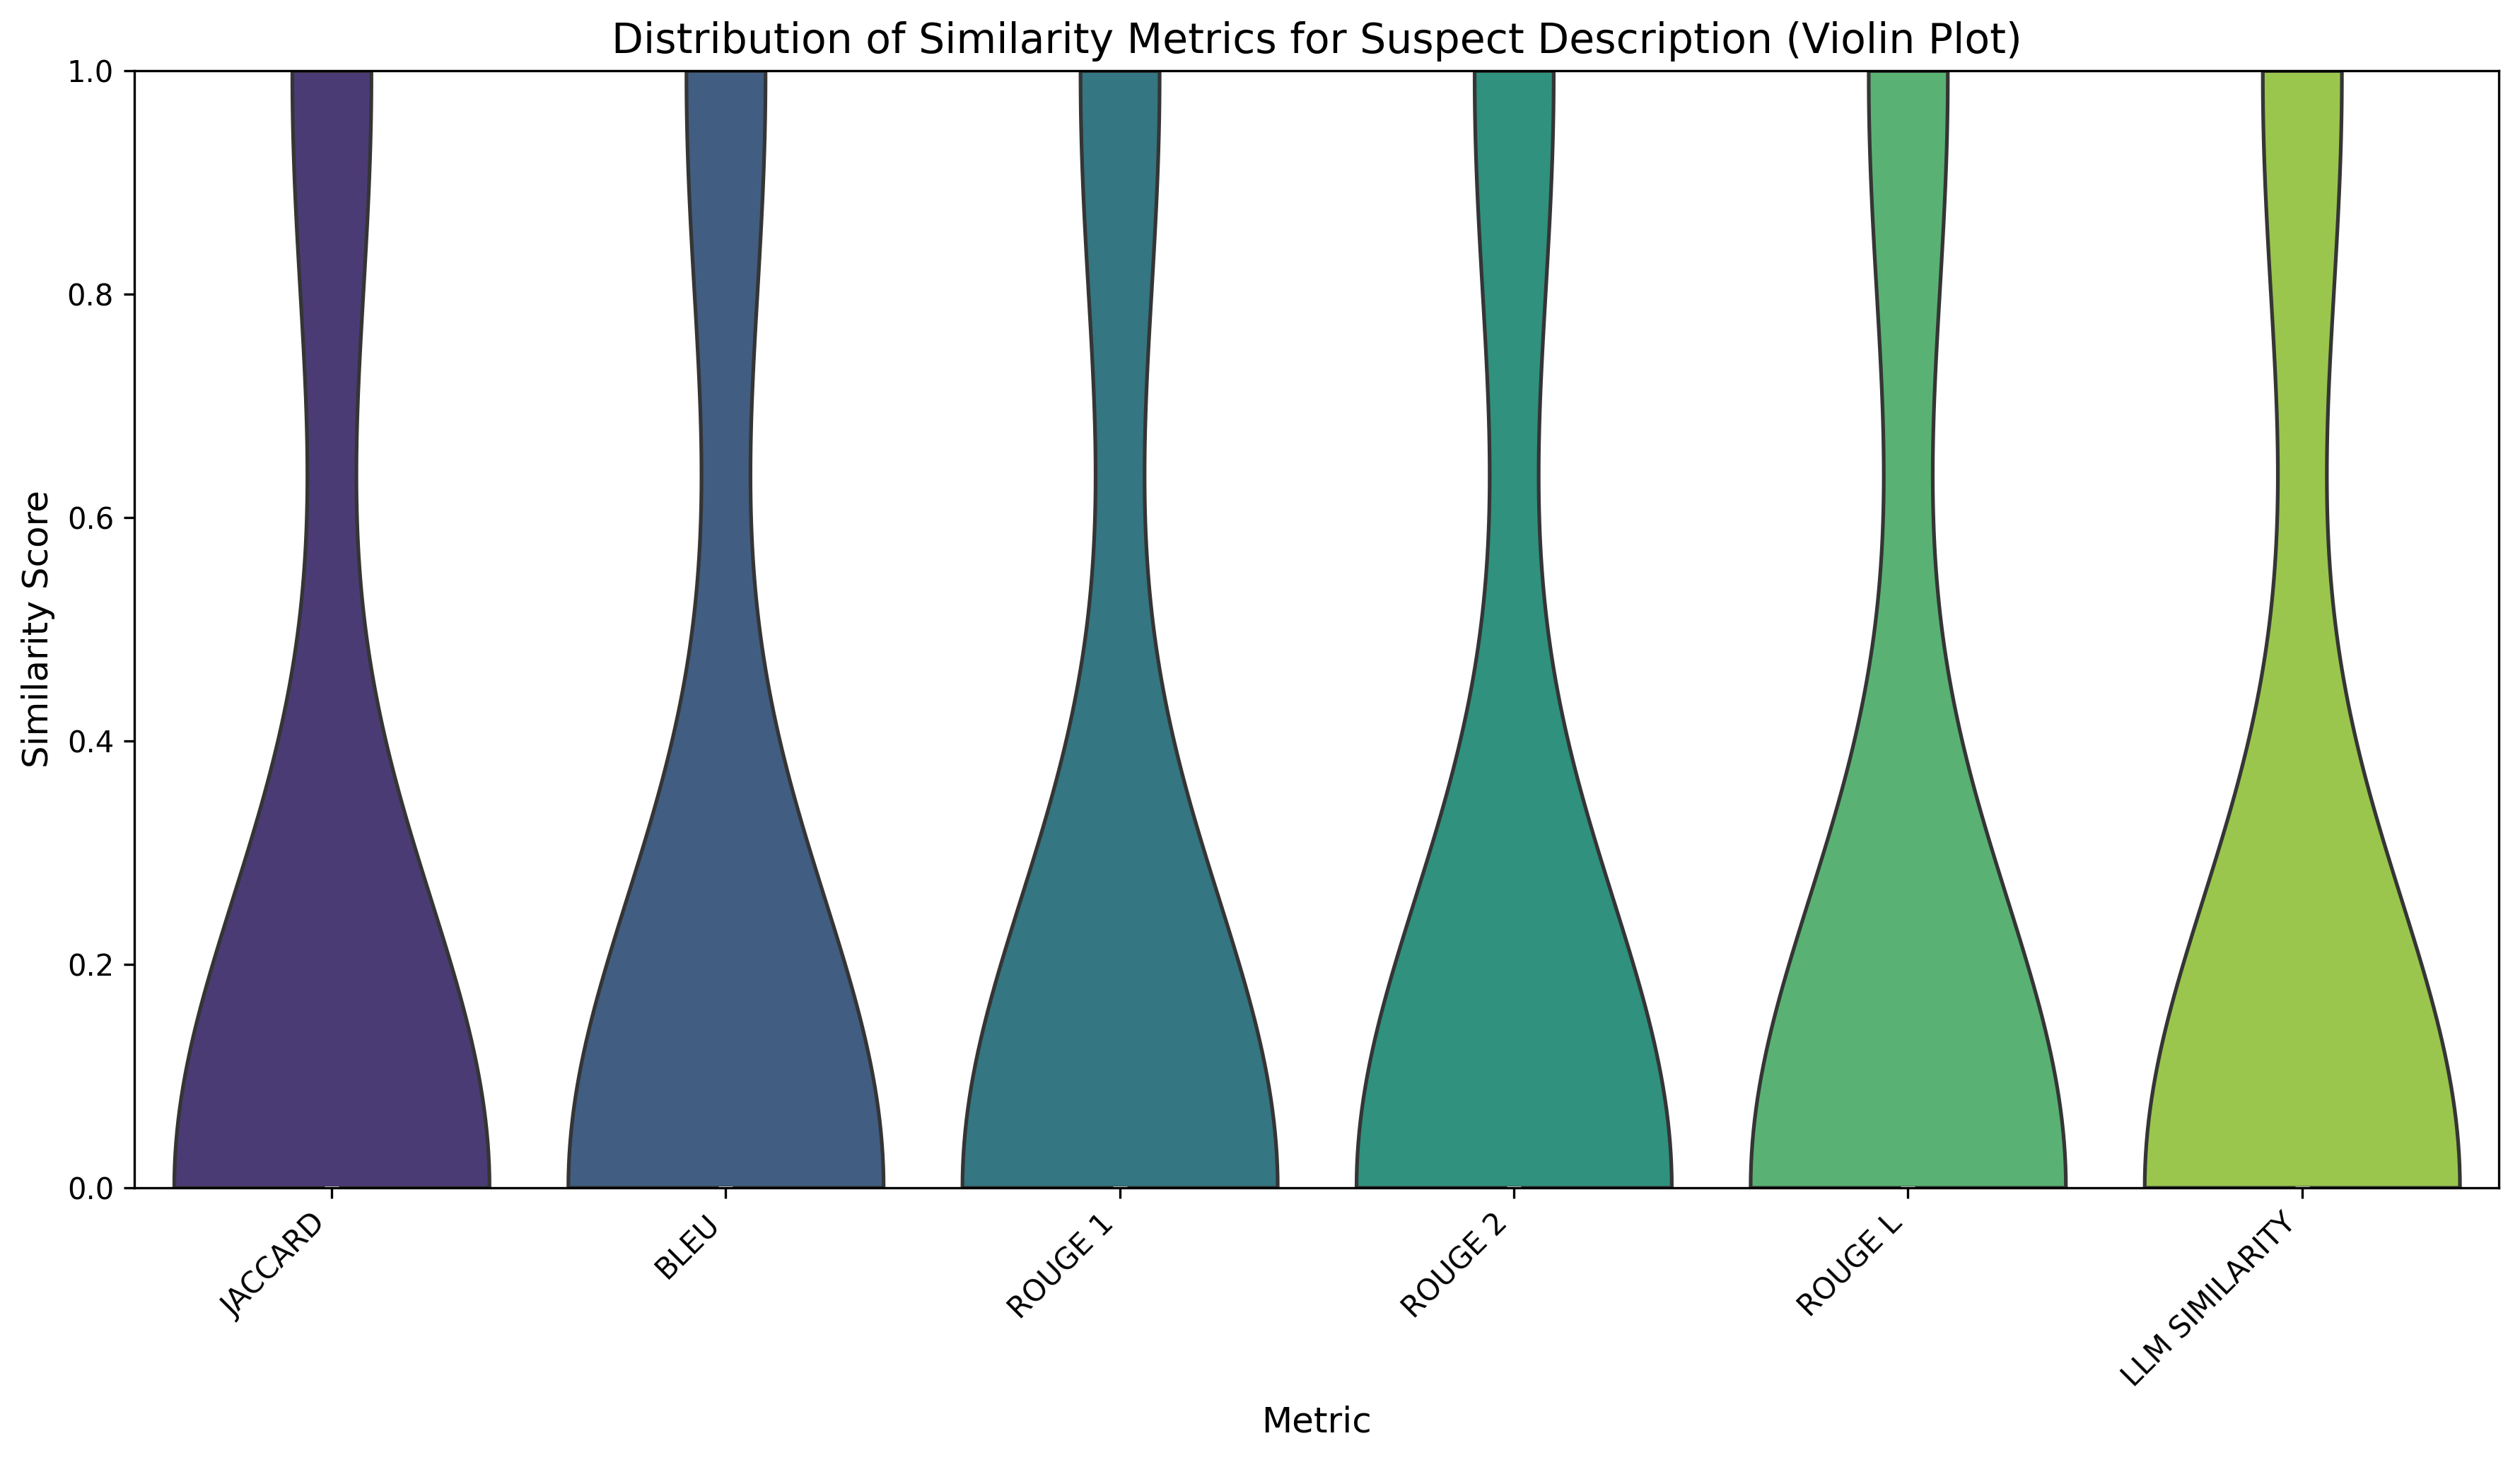 Distribution of Similarity Metrics for Suspect Description (Violin Plot)
1.0
0.8
0.6
0.4
0.2
0.0
Similarity Score
JACCARD
BLEU
ROUGE 1
ROUGE 2
ROUGE L
LLM SIMILARITY
Metric